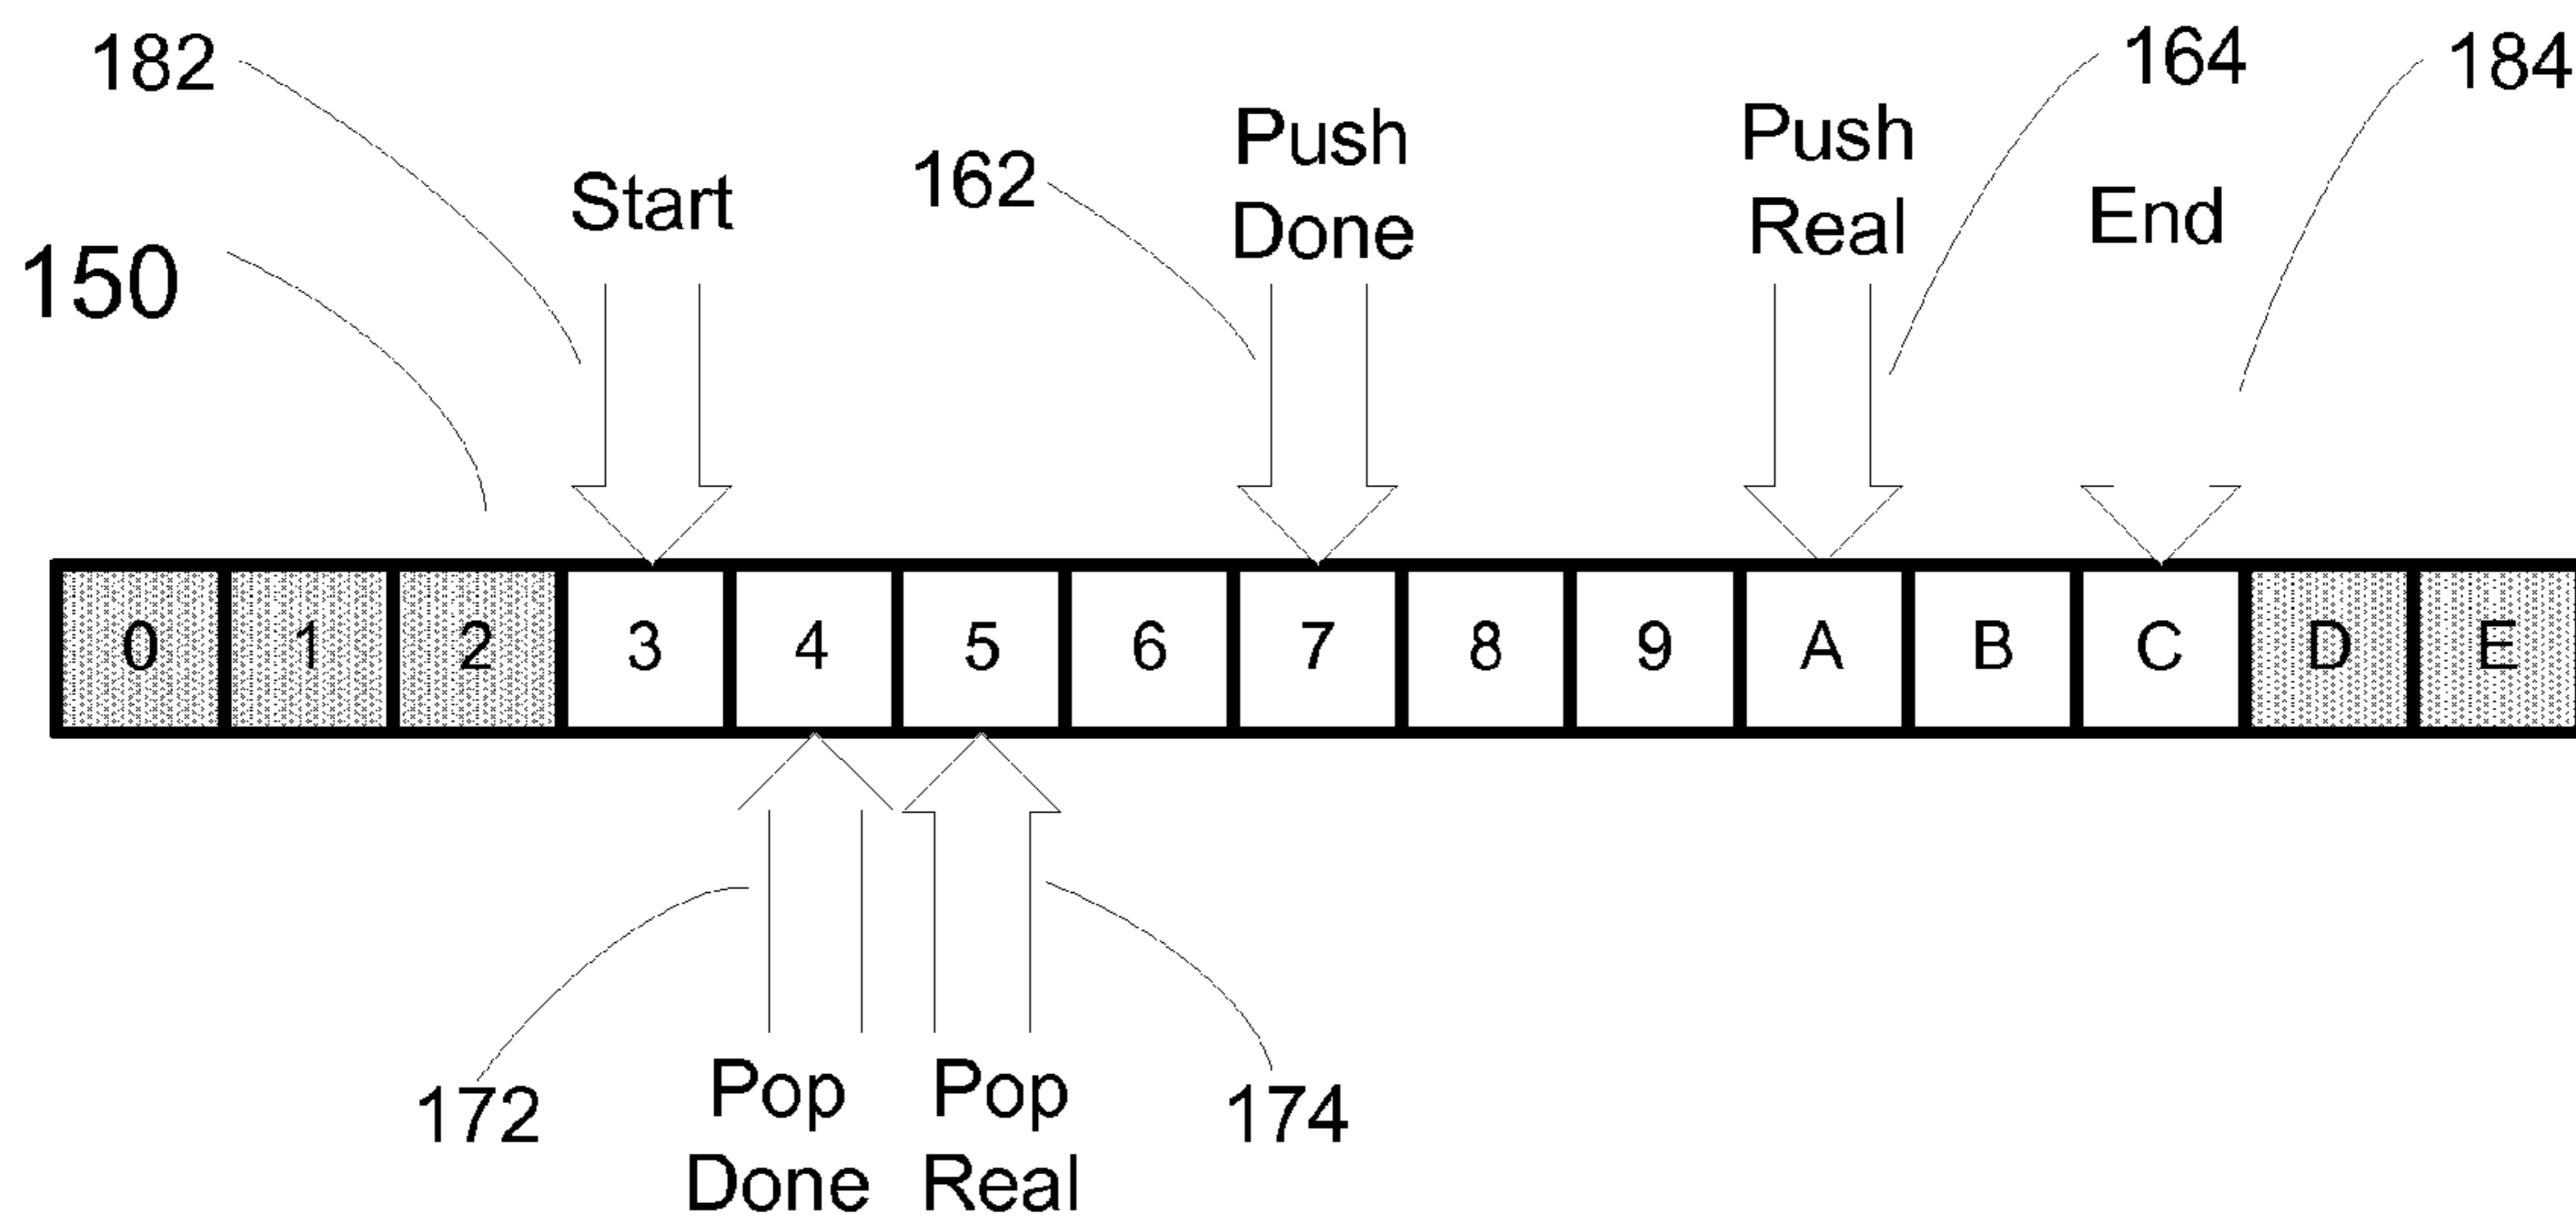 182
164
184
Push
Done
Push
Real
162
Start
End
150
0 1 2 3 4 5 6 7 8 9 A B C D E
Pop
Done
Pop
Real
172
174